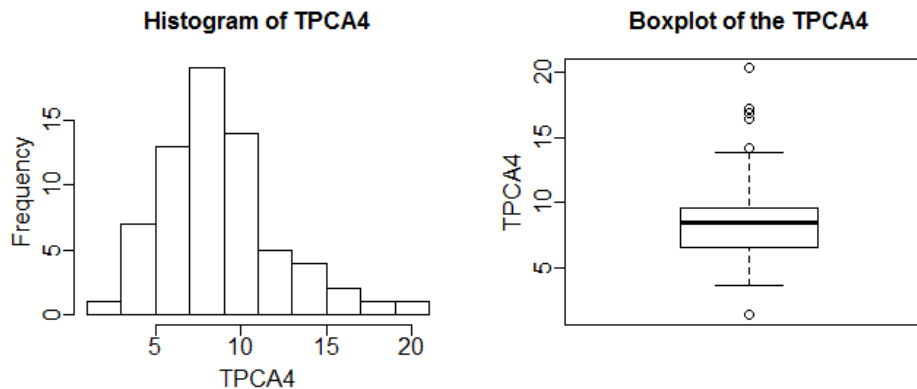 Histogram of TPCA4
Frequency
15
10
5
0
5 10 15 20
TPCA4
Boxplot of the TPCA4
TPCA4
20
15
10
5